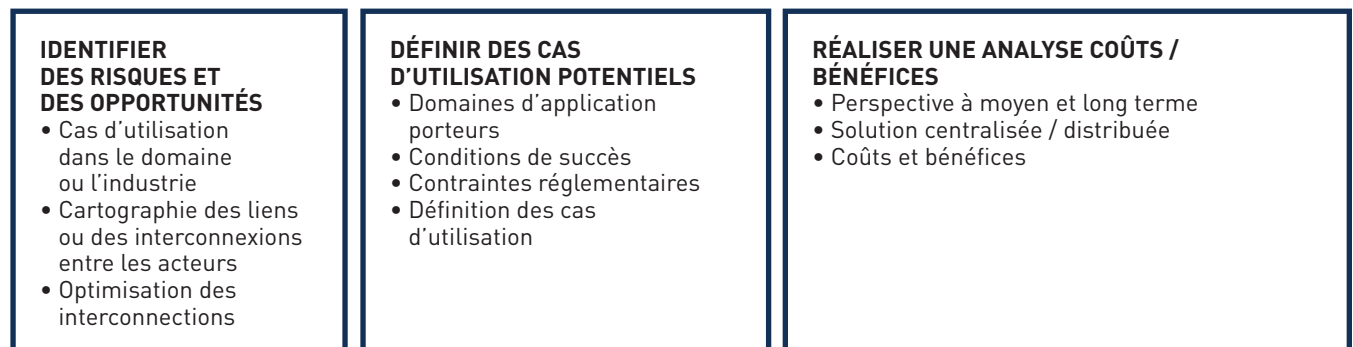 IDENTIFIER
DES RISQUES ET
DES OPPORTUNITÉS
• Cas d'utilisation
dans le domaine
ou l'industrie
• Cartographie des liens
ou des interconnexions
entre les acteurs
• Optimisation des
interconnections
DÉFINIR DES CAS
D'UTILISATION POTENTIELS
• Domaines d'application
porteurs
• Conditions de succès
• Contraintes réglementaires
• Définition des cas
d'utilisation
RÉALISER UNE ANALYSE COÛTS /
BÉNÉFICES
• Perspective à moyen et long terme
• Solution centralisée / distribuée
• Coûts et bénéfices